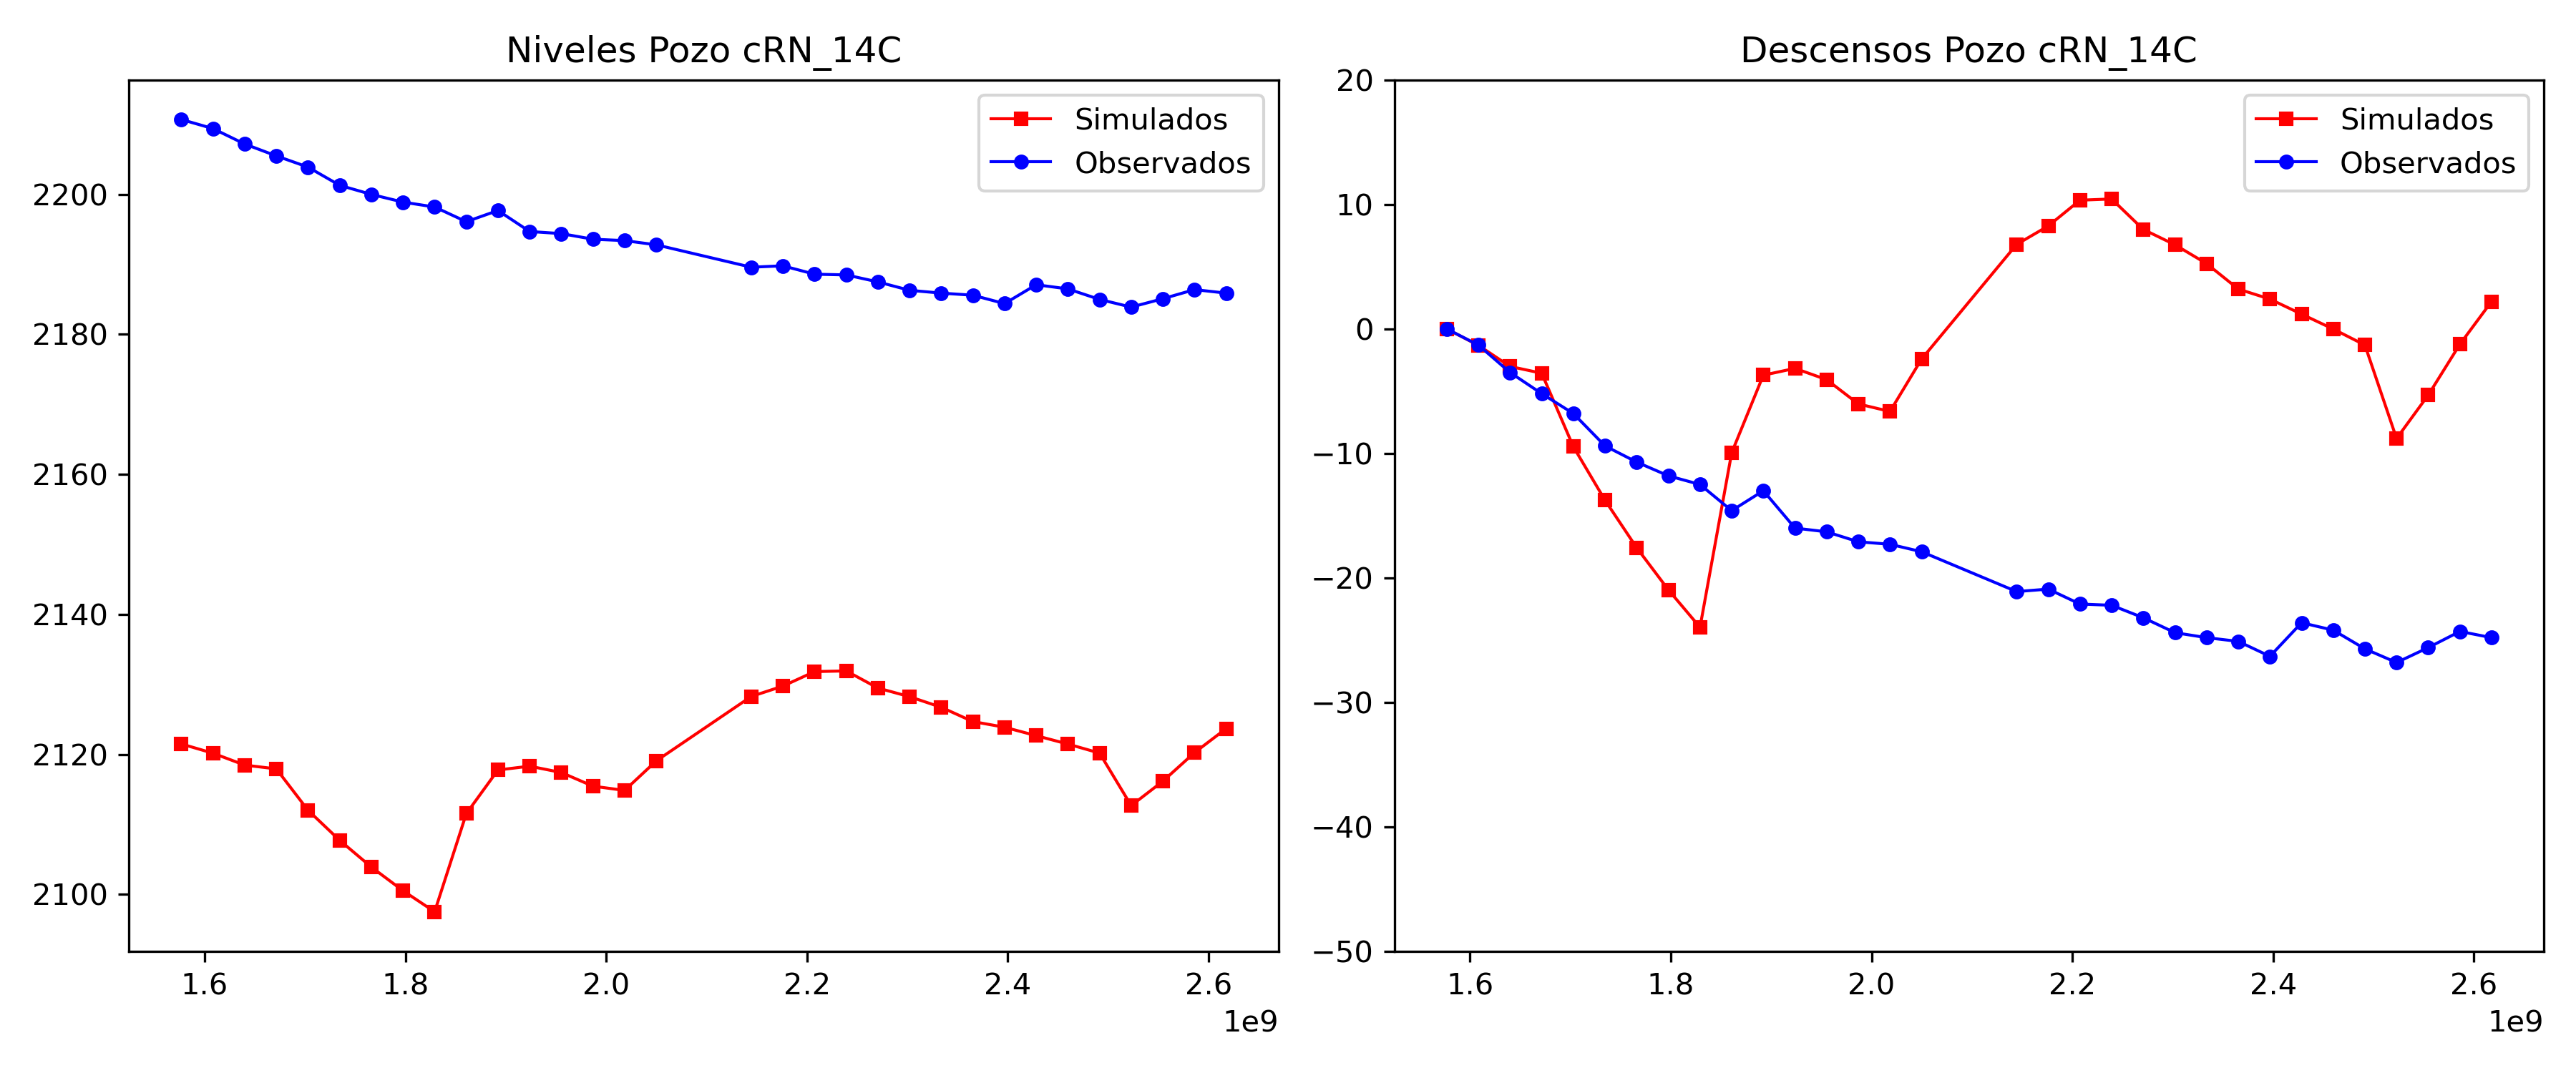 Niveles Pozo cRN_14C
Simulados
Observados
2200
2180
2160
2140
2120
2100
1.6 1.8 2.0 2.2 2.4 2.6
1e9
Descensos Pozo cRN_14C
Simulados
Observados
20
10
0
−10
−20
−30
−40
−50
1.6 1.8 2.0 2.2 2.4 2.6
1e9